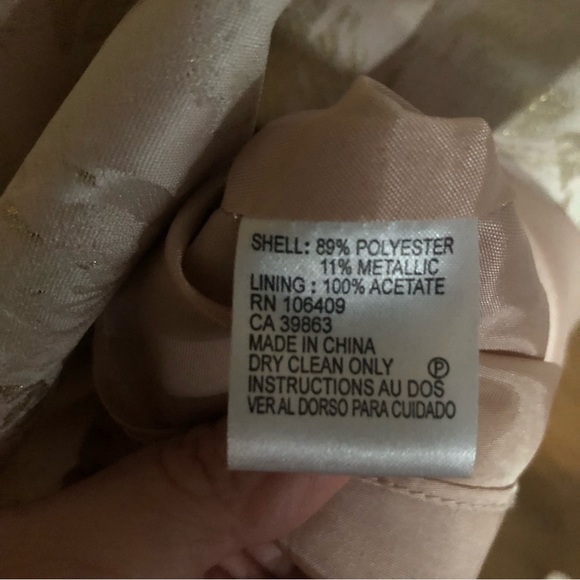 SHELL: 89% POLYESTER
11% METALLIC
LINING : 100% ACETATE
RN 106409
CA 39863
MADE IN CHINA
DRY CLEAN ONLY Ⓟ
INSTRUCTIONS AU DOS
VER AL DORSO PARA CUIDADO